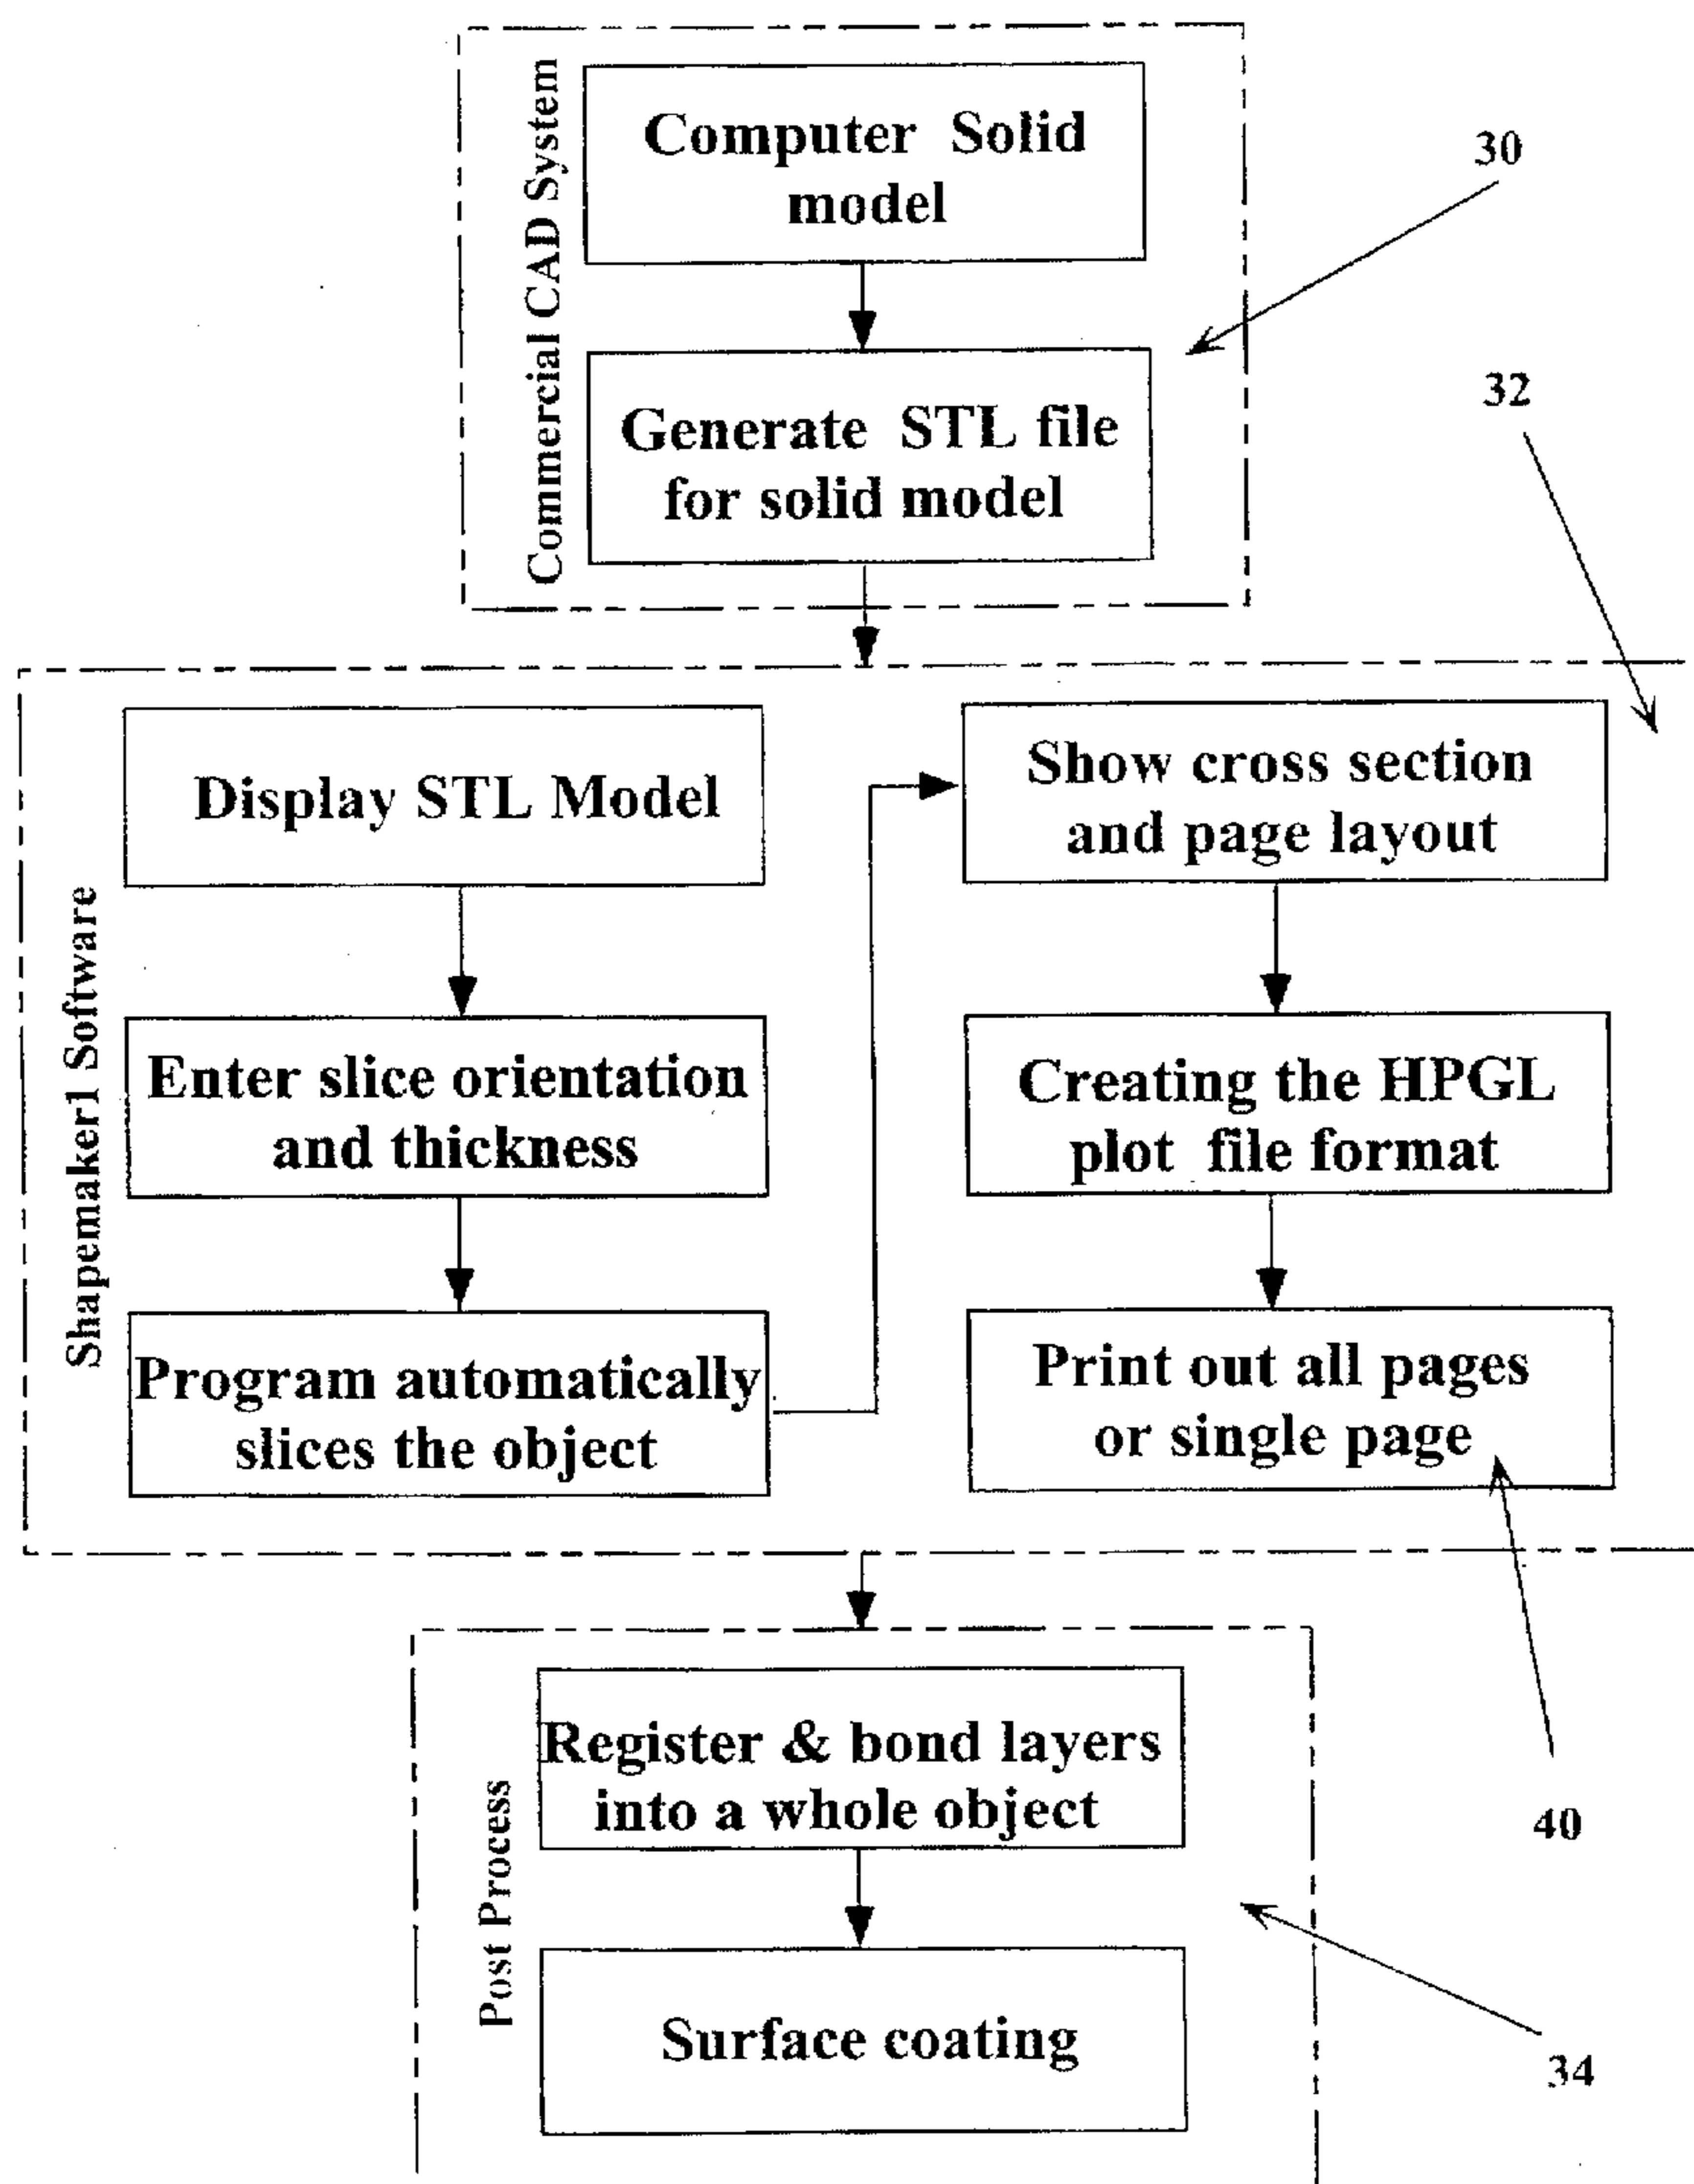 Commercial CAD System
Computer Solid
model
30
Generate STL file
for solid model
32
Shapemaker1 Software
Display STL Model
Enter slice orientation
and thickness
Program automatically
slices the object
Show cross section
and page layout
Creating the HPGL
plot file format
Print out all pages
or single page
40
Post Process
Register & bond layers
into a whole object
Surface coating
34